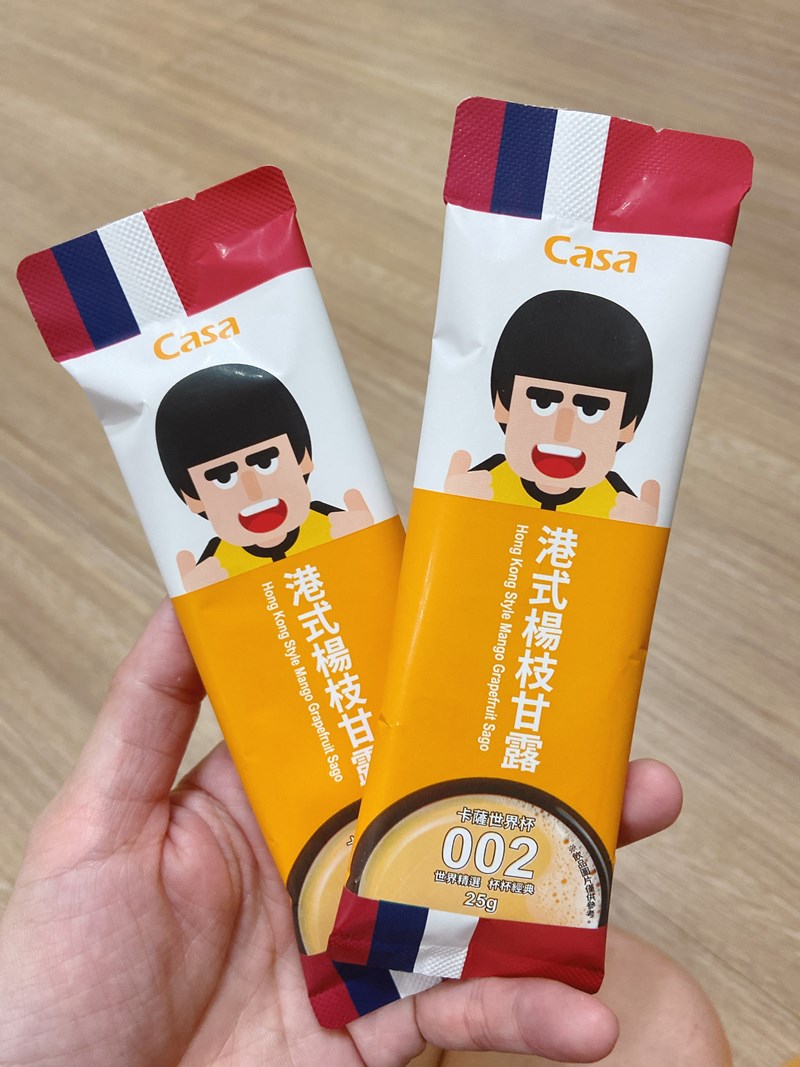 Casa
港式楊枝甘露
Hong Kong Style Mango Grapefruit Sago
Casa
港式楊枝甘露
Hong Kong Style Mango Grapefruit Sago
卡薩世界杯
002
世界精選 杯杯經典
25g